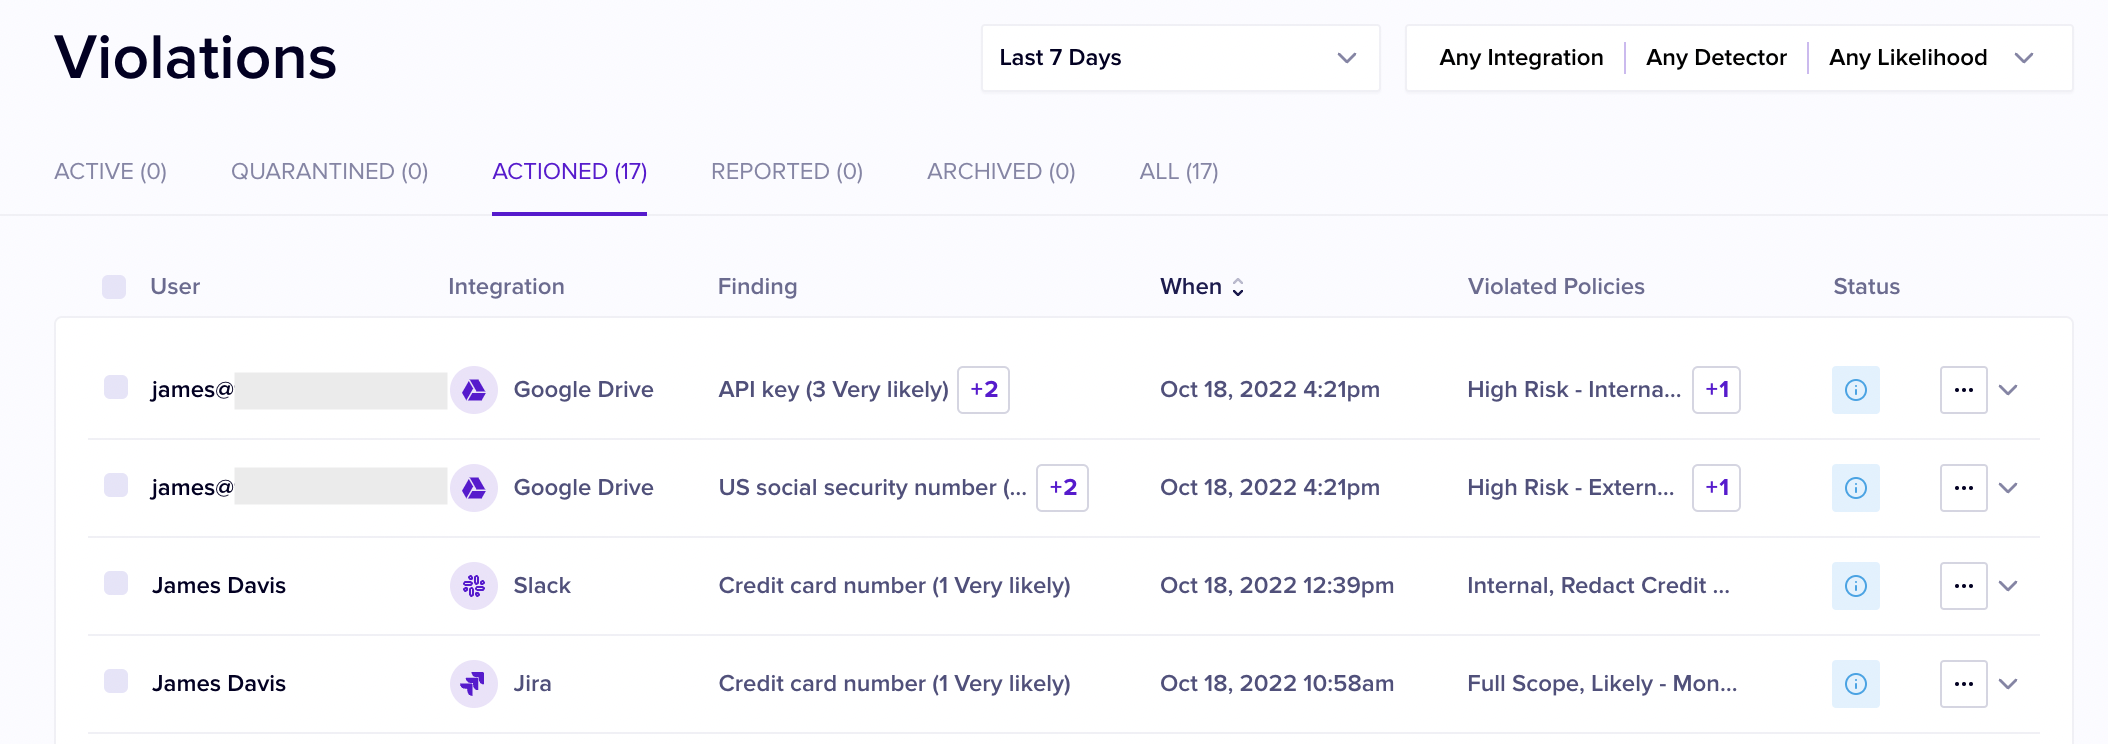 Violations
Last 7 Days
Any Integration | Any Detector | Any Likelihood
ACTIVE (0) QUARANTINED (0) ACTIONED (17) REPORTED (0) ARCHIVED (0) ALL (17)
User Integration Finding When Violated Policies Status
james@ Google Drive API key (3 Very likely) +2 Oct 18, 2022 4:21pm High Risk - Interna... +1
james@ Google Drive US social security number (... +2 Oct 18, 2022 4:21pm High Risk - Extern... +1
James Davis Slack Credit card number (1 Very likely) Oct 18, 2022 12:39pm Internal, Redact Credit ...
James Davis Jira Credit card number (1 Very likely) Oct 18, 2022 10:58am Full Scope, Likely - Mon...